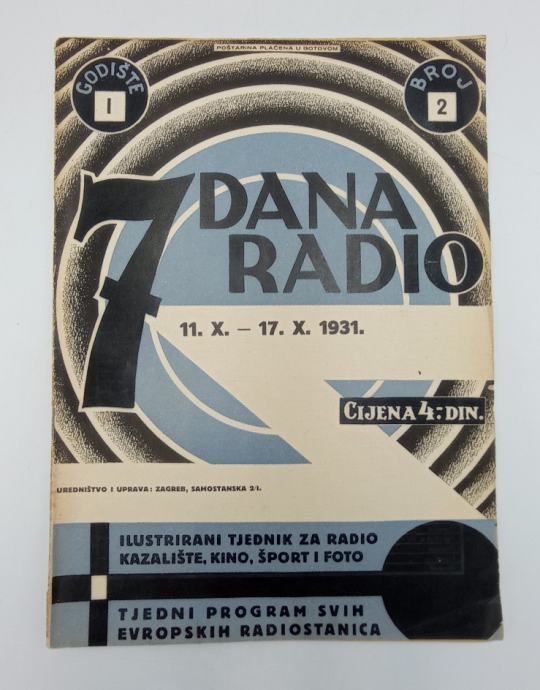 POŠTARINA PLAĆENA U GOTOVOM
GODIŠTE
I
BROJ
2
7 DANA
RADIO
11. X. — 17. X. 1931.
CIJENA 4:- DIN.
UREDNIŠTVO I UPRAVA: ZAGREB, SAMOSTANSKA 2/I.
ILUSTRIRANI TJEDNIK ZA RADIO
KAZALIŠTE, KINO, ŠPORT I FOTO
TJEDNI PROGRAM SVIH
EVROPSKIH RADIOSTANICA